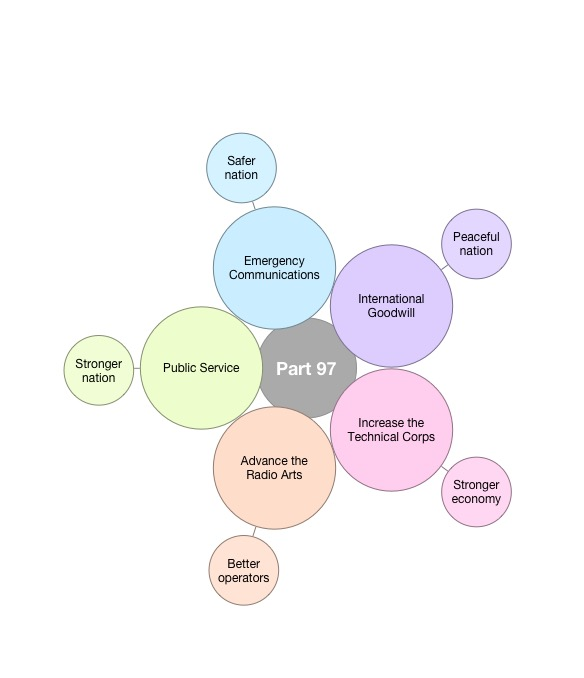 Safer
nation
Emergency
Communications
Peaceful
nation
International
Goodwill
Public Service
Stronger
nation
Part 97
Increase the
Technical Corps
Stronger
economy
Advance the
Radio Arts
Better
operators